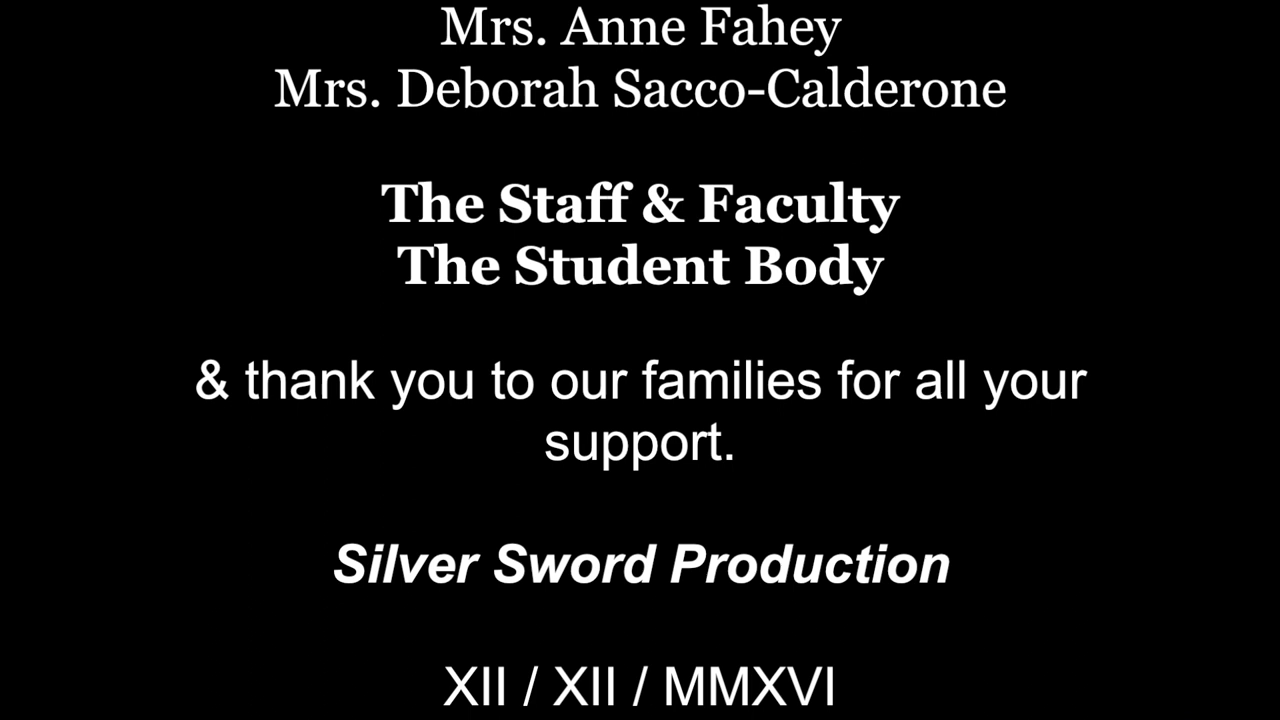 Mrs. Anne Fahey
Mrs. Deborah Sacco-Calderone
The Staff & Faculty
The Student Body
& thank you to our families for all your
support.
Silver Sword Production
XII / XII / MMXVI